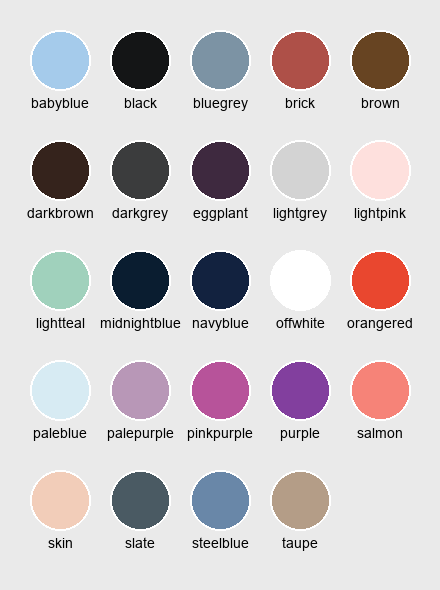 babyblue black bluegrey brick brown
darkbrown darkgrey eggplant lightgrey lightpink
lightteal midnightblue navyblue offwhite orangered
paleblue palepurple pinkpurple purple salmon
skin slate steelblue taupe